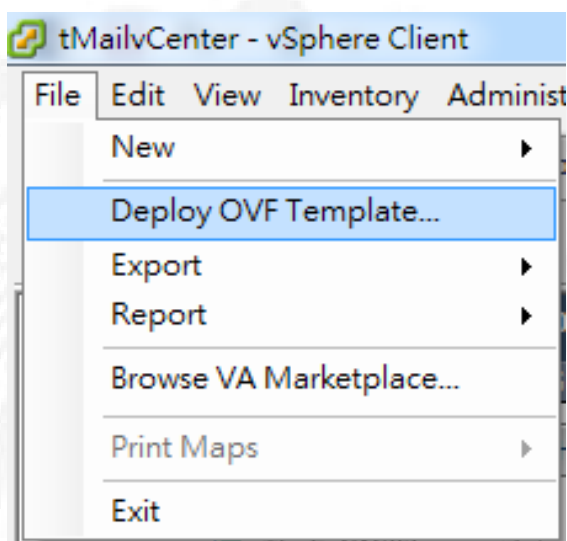 tMailvCenter - vSphere Clie
File Edit View Inventory Administ
New
Deploy OVF Template...
Export
Report
Browse VA Marketplace...
Print Maps
Exit